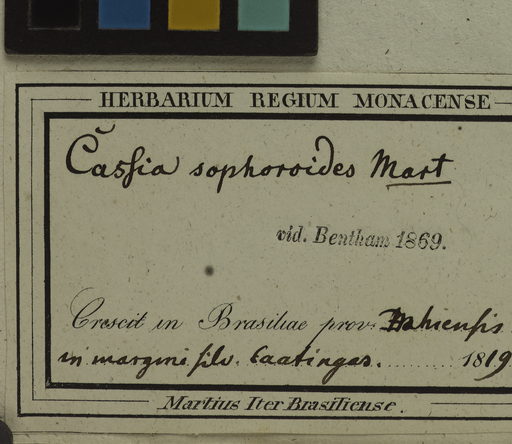 HERBARIUM REGIUM MONACENSE
Caſsia sophoroides Mart
vid. Bentham 1869.
Crescit in Brasiliae prov. Bahiensis
in margine silv. Caatingas. 1819
Martius Iter Brasiliense.